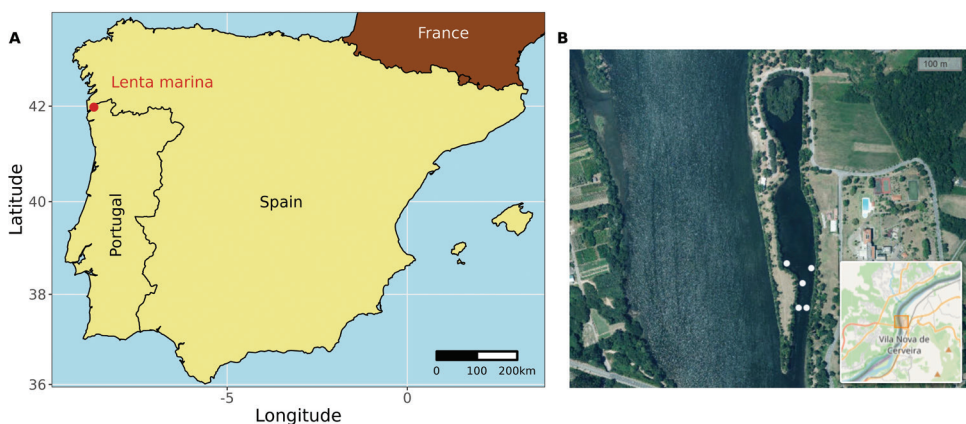 A
France
Lenta marina
42
Latitude
40
Portugal
Spain
38
36
0 100 200km
-5 0
Longitude
B
100 m
Vila Nova de
Cerveira